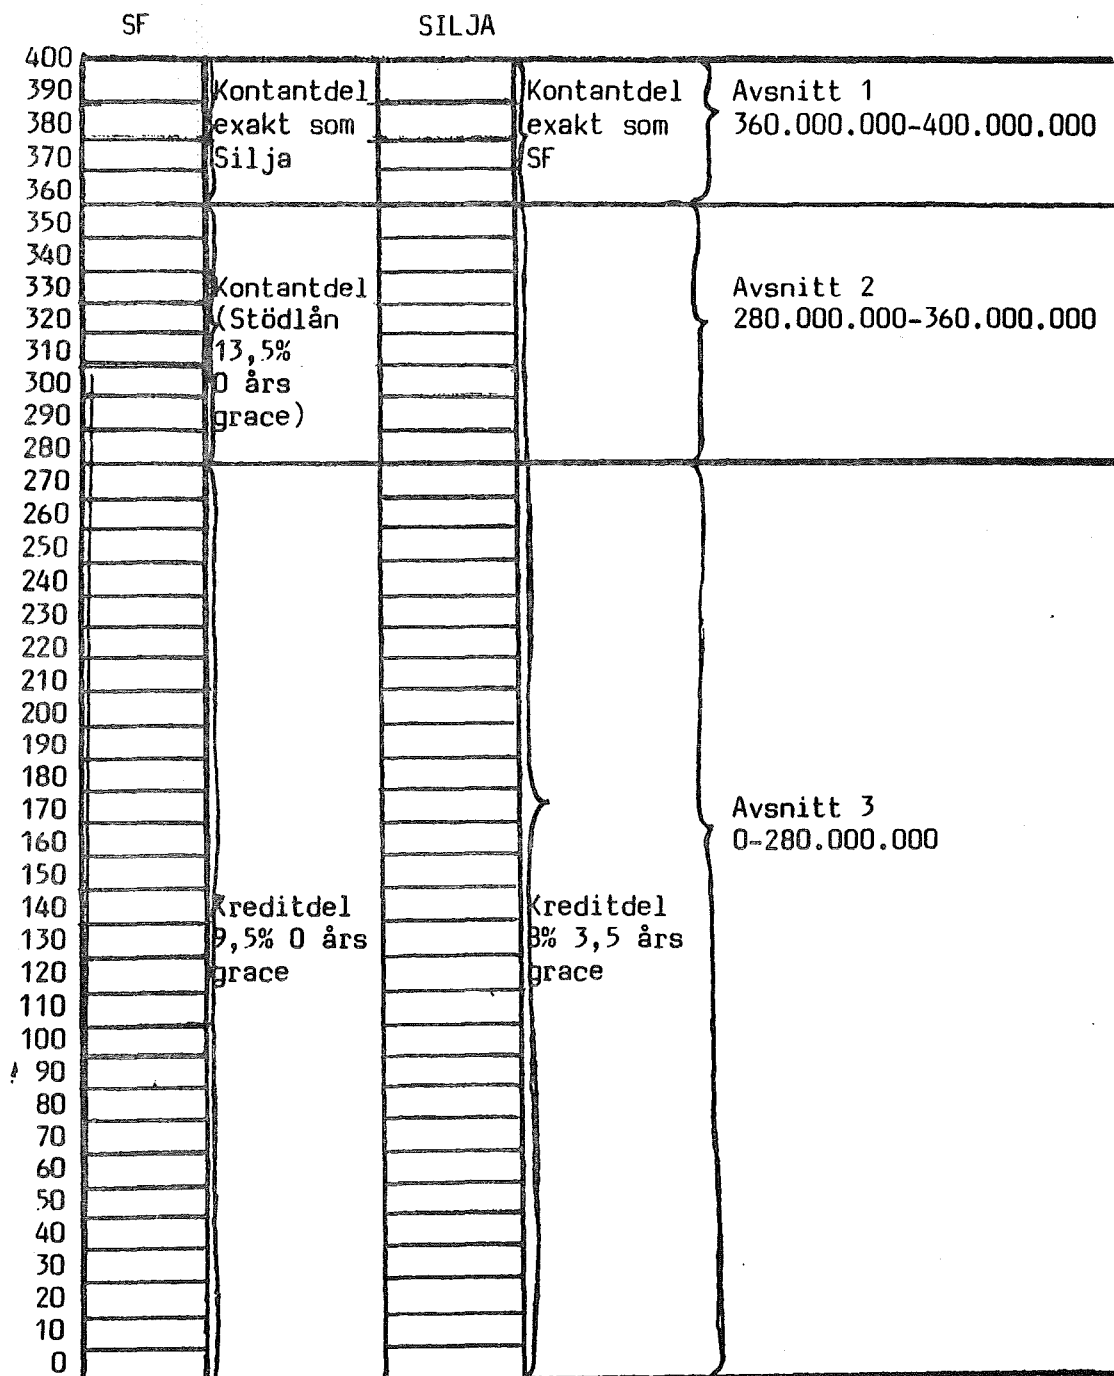 SF SILJA
400
390 Kontantdel Kontantdel Avsnitt 1
380 exakt som exakt som 360.000.000-400.000.000
370 Silja SF
360
350
340
330 Kontantdel Avsnitt 2
320 (Stödlån 280.000.000-360.000.000
310 13,5%
300 0 års
290 grace)
280
270
260
250
240
230
220
210
200
190
180
170 Avsnitt 3
160 0-280.000.000
150
140 Kreditdel Kreditdel
130 9,5% 0 års 8% 3,5 års
120 grace grace
110
100
90
80
70
60
50
40
30
20
10
0